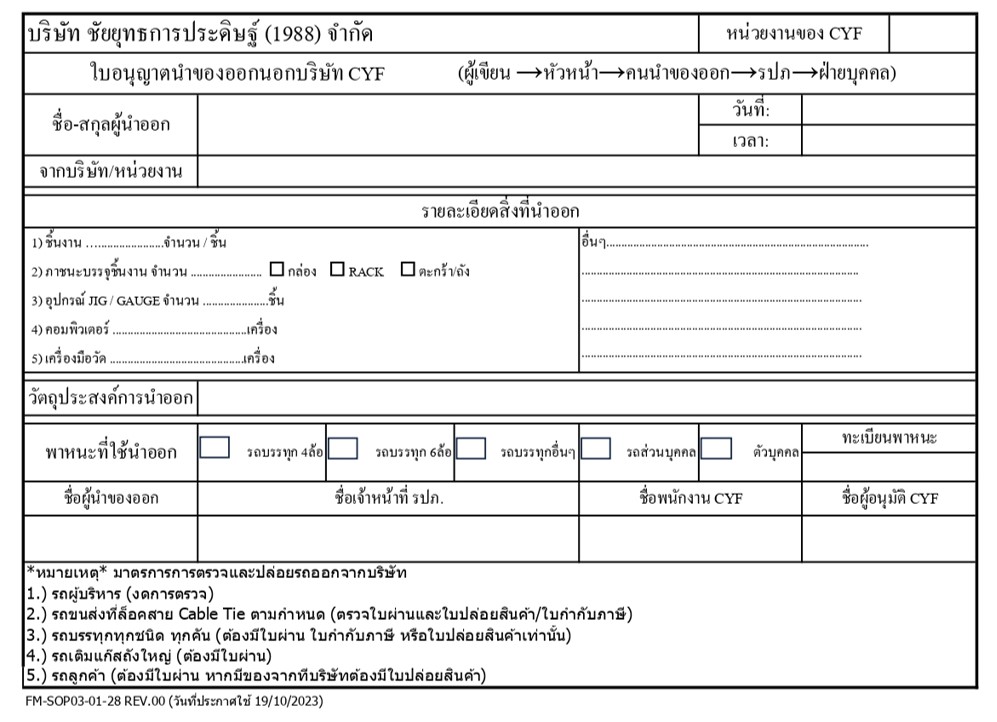 บริษัท ชัยยุทธการประดิษฐ์ (1988) จำกัด หน่วยงานของ CYF
ใบอนุญาตนำของออกนอกบริษัท CYF (ผู้เขียน →หัวหน้า→คนนำของออก→รปภ→ฝ่ายบุคคล)
ชื่อ-สกุลผู้นำออก
วันที่:
เวลา:
จากบริษัท/หน่วยงาน
รายละเอียดสิ่งที่นำออก
1) ชิ้นงาน ….......................จำนวน / ชิ้น
2) ภาชนะบรรจุชิ้นงาน จำนวน ........................ กล่อง RACK ตะกร้า/ถัง
3) อุปกรณ์ JIG / GAUGE จำนวน ......................ชิ้น
4) คอมพิวเตอร์ ..............................................เครื่อง
5) เครื่องมือวัด ..............................................เครื่อง
อื่นๆ..........................................................................................
................................................................................................
................................................................................................
................................................................................................
................................................................................................
วัตถุประสงค์การนำออก
พาหนะที่ใช้นำออก รถบรรทุก 4ล้อ รถบรรทุก 6ล้อ รถบรรทุกอื่นๆ รถส่วนบุคคล ตัวบุคคล ทะเบียนพาหนะ
ชื่อผู้นำของออก ชื่อเจ้าหน้าที่ รปภ. ชื่อพนักงาน CYF ชื่อผู้อนุมัติ CYF
*หมายเหตุ* มาตรการการตรวจและปล่อยรถออกจากบริษัท
1.) รถผู้บริหาร (งดการตรวจ)
2.) รถขนส่งที่ล็อคสาย Cable Tie ตามกำหนด (ตรวจใบผ่านและใบปล่อยสินค้า/ใบกำกับภาษี)
3.) รถบรรทุกทุกชนิด ทุกคัน (ต้องมีใบผ่าน ใบกำกับภาษี หรือใบปล่อยสินค้าเท่านั้น)
4.) รถเติมแก๊สถังใหญ่ (ต้องมีใบผ่าน)
5.) รถลูกค้า (ต้องมีใบผ่าน หากมีของจากทีบริษัทต้องมีใบปล่อยสินค้า)
FM-SOP03-01-28 REV.00 (วันที่ประกาศใช้ 19/10/2023)